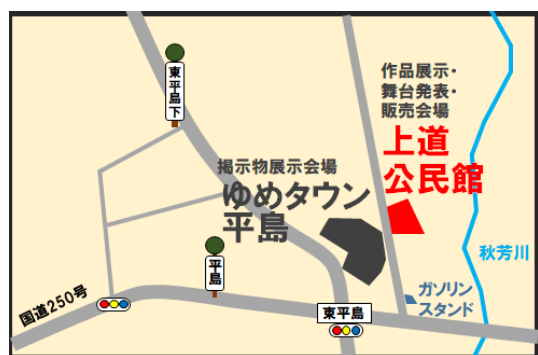 作品展示・
舞台発表・
販売会場
上道
公民館
東平島下
掲示物展示会場
ゆめタウン
平島
平島
秋芳川
ガソリン
スタンド
国道250号
東平島